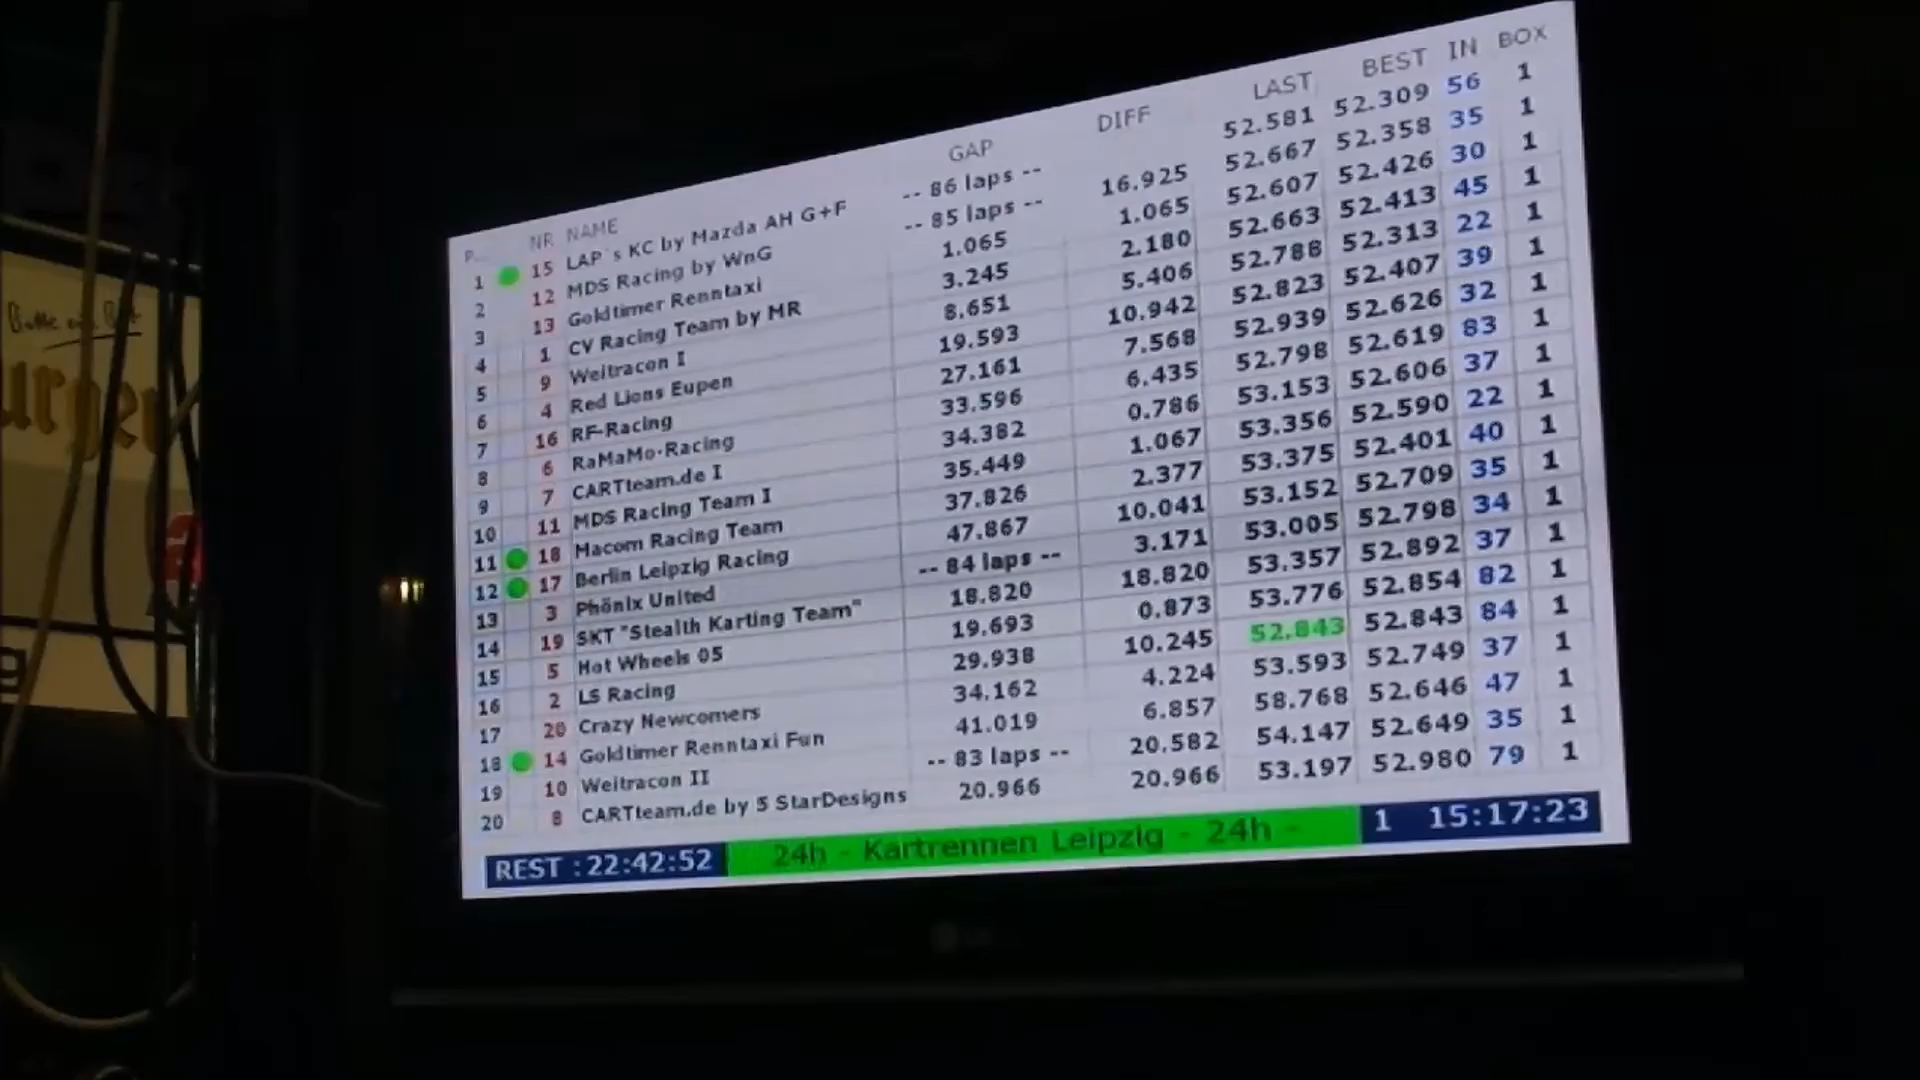 P... NR NAME GAP DIFF LAST BEST IN BOX
1 15 LAP´s KC by Mazda AH G+F -- 86 laps -- 52.581 52.309 56 1
2 12 MDS Racing by WnG -- 85 laps -- 16.925 52.667 52.358 35 1
3 13 Goldtimer Renntaxi 1.065 1.065 52.607 52.426 30 1
4 1 CV Racing Team by MR 3.245 2.180 52.663 52.413 45 1
5 9 Weitracon I 8.651 5.406 52.788 52.313 22 1
6 4 Red Lions Eupen 19.593 10.942 52.823 52.407 39 1
7 16 RF-Racing 27.161 7.568 52.939 52.626 32 1
8 6 RaMaMo-Racing 33.596 6.435 52.798 52.619 83 1
9 7 CARTteam.de I 34.382 0.786 53.153 52.606 37 1
10 11 MDS Racing Team I 35.449 1.067 53.356 52.590 22 1
11 18 Macom Racing Team 37.826 2.377 53.375 52.401 40 1
12 17 Berlin Leipzig Racing 47.867 10.041 53.152 52.709 35 1
13 3 Phönix United -- 84 laps -- 3.171 53.005 52.798 34 1
14 19 SKT "Stealth Karting Team" 18.820 18.820 53.357 52.892 37 1
15 5 Hot Wheels 05 19.693 0.873 53.776 52.854 82 1
16 2 LS Racing 29.938 10.245 52.843 52.843 84 1
17 20 Crazy Newcomers 34.162 4.224 53.593 52.749 37 1
18 14 Goldtimer Renntaxi Fun 41.019 6.857 58.768 52.646 47 1
19 10 Weitracon II -- 83 laps -- 20.582 54.147 52.649 35 1
20 8 CARTteam.de by 5 StarDesigns 20.966 20.966 53.197 52.980 79 1
REST : 22:42:52 24h - Kartrennen Leipzig - 24h - 1 15:17:23